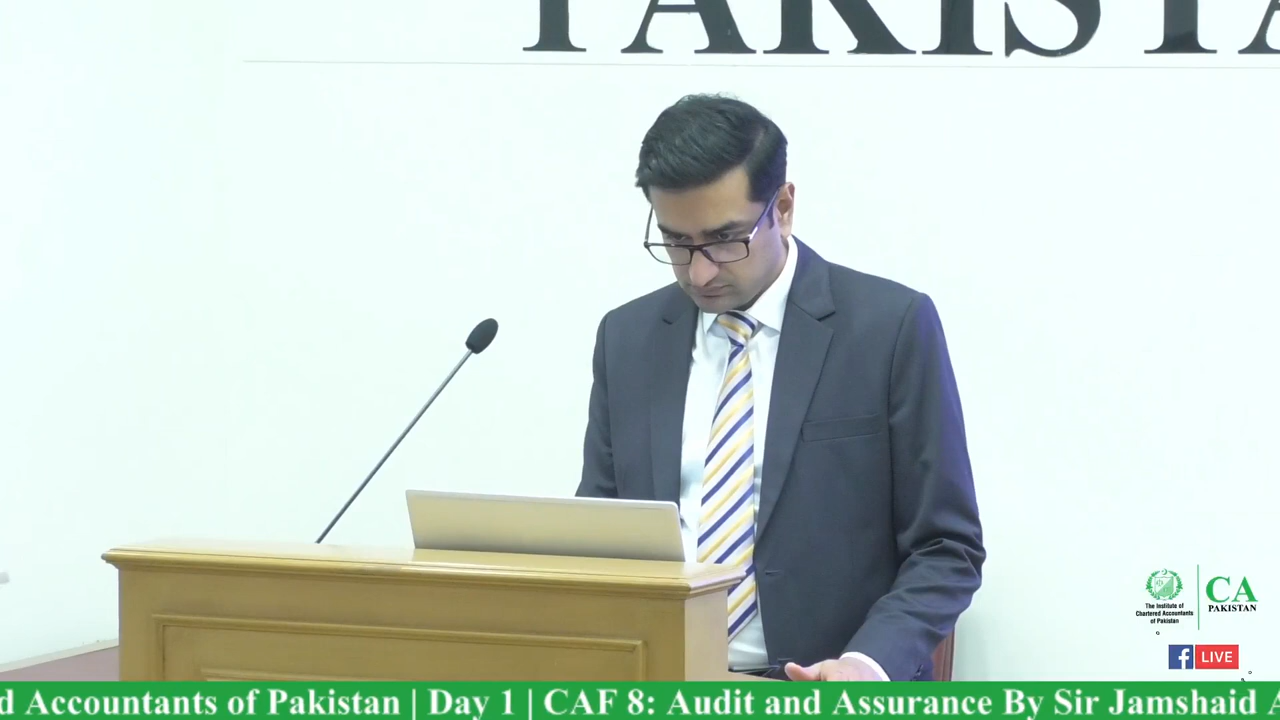 PAKISTA
The Institute of
Chartered Accountants
of Pakistan
CA
PAKISTAN
f LIVE
d Accountants of Pakistan | Day 1 | CAF 8: Audit and Assurance By Sir Jamshaid A